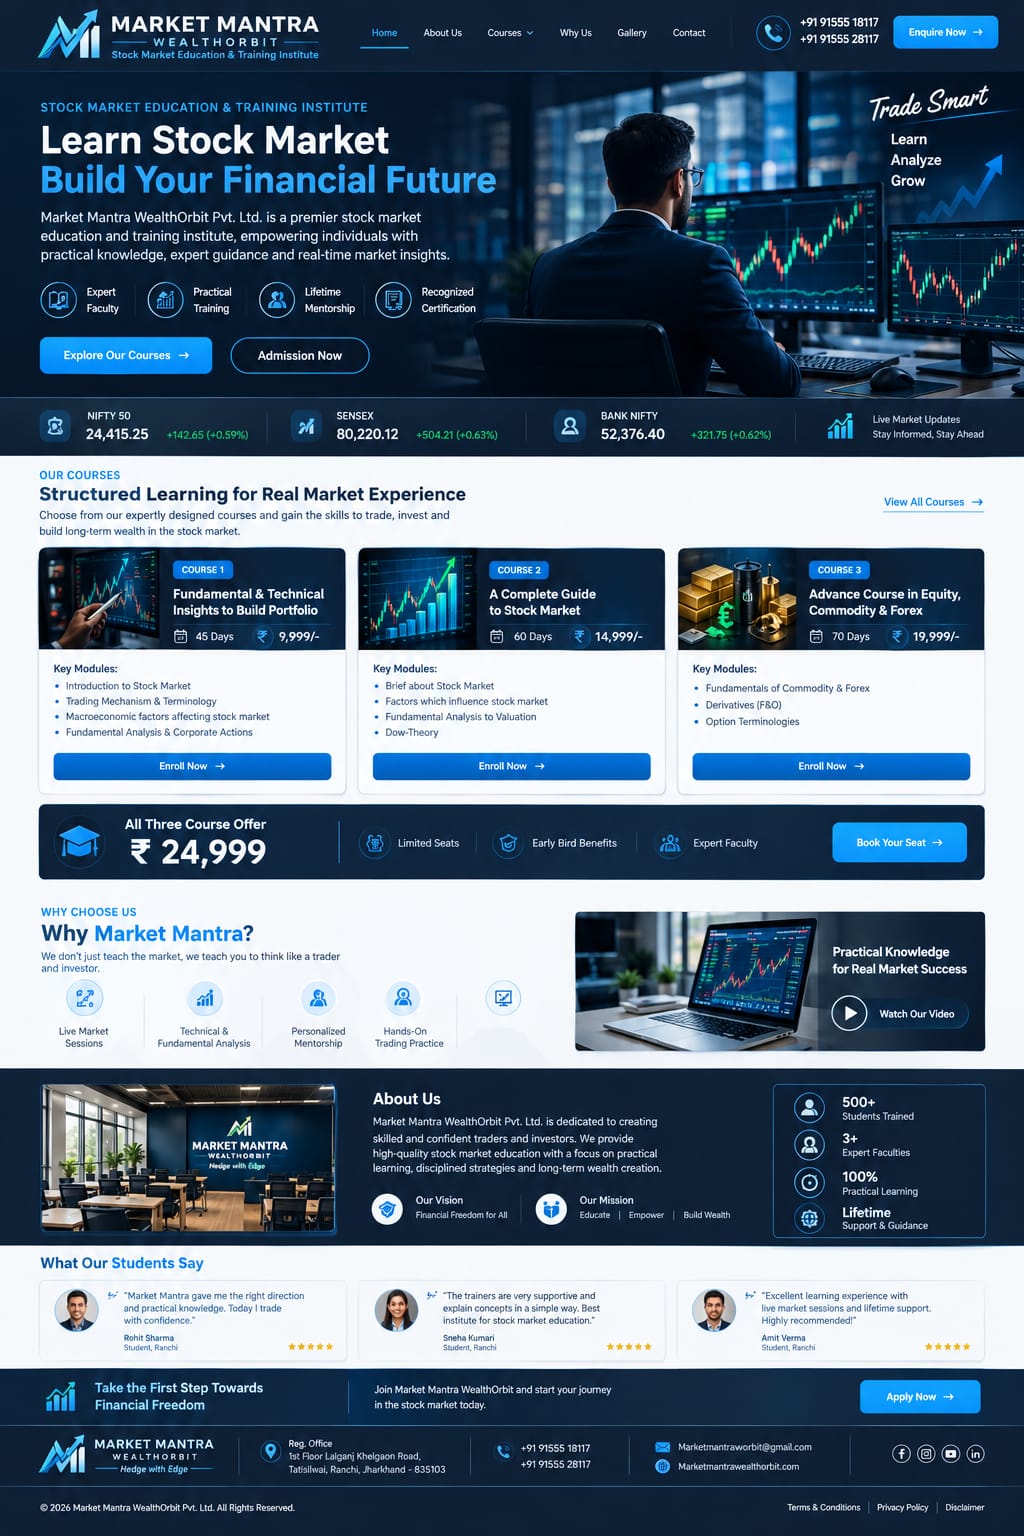 MARKET MANTRA
WEALTHORBIT
Stock Market Education & Training Institute
Home
About Us
Courses
Why Us
Gallery
Contact
+91 91555 18117
+91 91555 28117
Enquire Now →
STOCK MARKET EDUCATION & TRAINING INSTITUTE
Learn Stock Market
Build Your Financial Future
Market Mantra WealthOrbit Pvt. Ltd. is a premier stock market
education and training institute, empowering individuals with
practical knowledge, expert guidance and real-time market insights.
Expert
Faculty
Practical
Training
Lifetime
Mentorship
Recognized
Certification
Explore Our Courses →
Admission Now
Trade Smart
Learn
Analyze
Grow
NIFTY 50
24,415.25 +142.65 (+0.59%)
SENSEX
80,220.12 +504.21 (+0.63%)
BANK NIFTY
52,376.40 +321.75 (+0.62%)
Live Market Updates
Stay Informed, Stay Ahead
OUR COURSES
Structured Learning for Real Market Experience
Choose from our expertly designed courses and gain the skills to trade, invest and
build long-term wealth in the stock market.
View All Courses →
COURSE 1
Fundamental & Technical
Insights to Build Portfolio
45 Days ₹ 9,999/-
Key Modules:
• Introduction to Stock Market
• Trading Mechanism & Terminology
• Macroeconomic factors affecting stock market
• Fundamental Analysis & Corporate Actions
Enroll Now →
COURSE 2
A Complete Guide
to Stock Market
60 Days ₹ 14,999/-
Key Modules:
• Brief about Stock Market
• Factors which influence stock market
• Fundamental Analysis to Valuation
• Dow-Theory
Enroll Now →
COURSE 3
Advance Course in Equity,
Commodity & Forex
70 Days ₹ 19,999/-
Key Modules:
• Fundamentals of Commodity & Forex
• Derivatives (F&O)
• Option Terminologies
Enroll Now →
All Three Course Offer
₹ 24,999
Limited Seats
Early Bird Benefits
Expert Faculty
Book Your Seat →
WHY CHOOSE US
Why Market Mantra?
We don't just teach the market, we teach you to think like a trader
and investor.
Live Market
Sessions
Technical &
Fundamental Analysis
Personalized
Mentorship
Hands-On
Trading Practice
Practical Knowledge
for Real Market Success
Watch Our Video
MARKET MANTRA
WEALTHORBIT
Hedge with Edge
About Us
Market Mantra WealthOrbit Pvt. Ltd. is dedicated to creating
skilled and confident traders and investors. We provide
high-quality stock market education with a focus on practical
learning, disciplined strategies and long-term wealth creation.
Our Vision
Financial Freedom for All
Our Mission
Educate | Empower | Build Wealth
500+
Students Trained
3+
Expert Faculties
100%
Practical Learning
Lifetime
Support & Guidance
What Our Students Say
"Market Mantra gave me the right direction
and practical knowledge. Today I trade
with confidence."
Rohit Sharma
Student, Ranchi
"The trainers are very supportive and
explain concepts in a simple way. Best
institute for stock market education."
Sneha Kumari
Student, Ranchi
"Excellent learning experience with
live market sessions and lifetime support.
Highly recommended!"
Amit Verma
Student, Ranchi
Take the First Step Towards
Financial Freedom
Join Market Mantra WealthOrbit and start your journey
in the stock market today.
Apply Now →
MARKET MANTRA
WEALTHORBIT
Hedge with Edge
Reg. Office
1st Floor Lalganj Khelgaon Road,
Tatisilwai, Ranchi, Jharkhand - 835103
+91 91555 18117
+91 91555 28117
Marketmantraworbit@gmail.com
Marketmantrawealthorbit.com
© 2026 Market Mantra WealthOrbit Pvt. Ltd. All Rights Reserved.
Terms & Conditions | Privacy Policy | Disclaimer